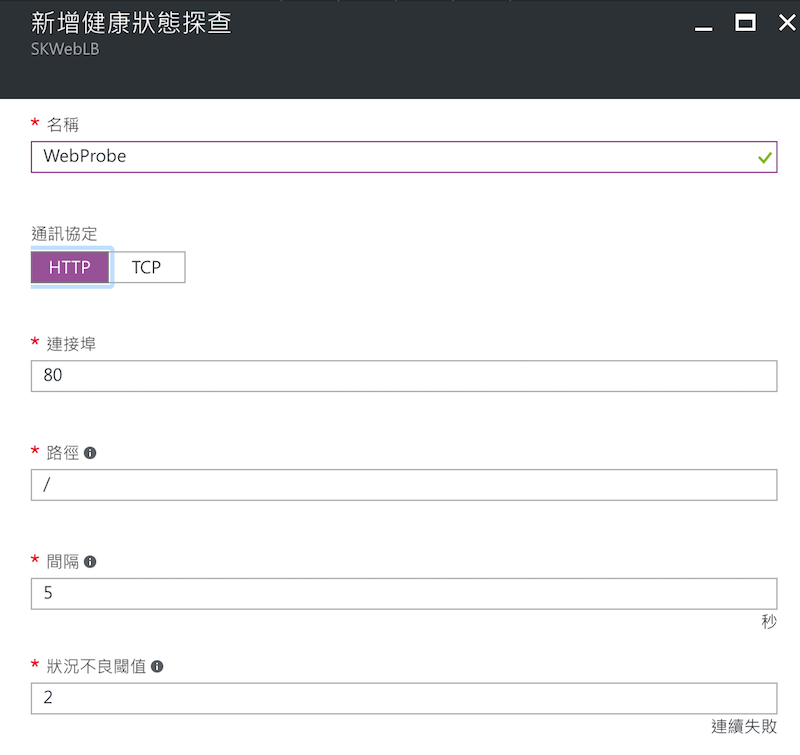 新增健康狀態探查
SKWebLB
* 名稱
WebProbe
通訊協定
HTTP TCP
* 連接埠
80
* 路徑
/
* 間隔
5
秒
* 狀況不良閾值
2
連續失敗